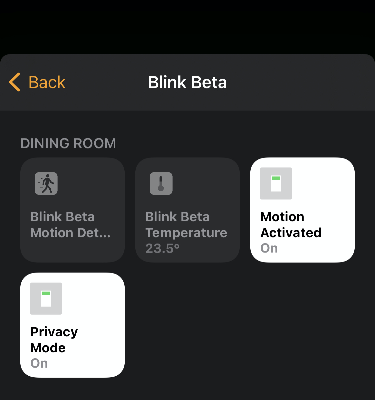 Back
Blink Beta
DINING ROOM
Blink Beta
Motion Det...
Blink Beta
Temperature
23.5°
Motion
Activated
On
Privacy
Mode
On